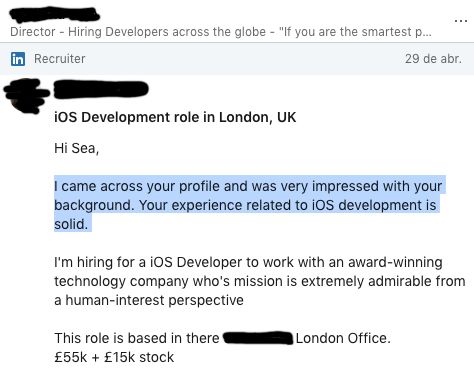 ...
Director - Hiring Developers across the globe - "If you are the smartest p...
in Recruiter 29 de abr.
iOS Development role in London, UK
Hi Sea,
I came across your profile and was very impressed with your
background. Your experience related to iOS development is
solid.
I'm hiring for a iOS Developer to work with an award-winning
technology company who's mission is extremely admirable from
a human-interest perspective
This role is based in there London Office.
£55k + £15k stock